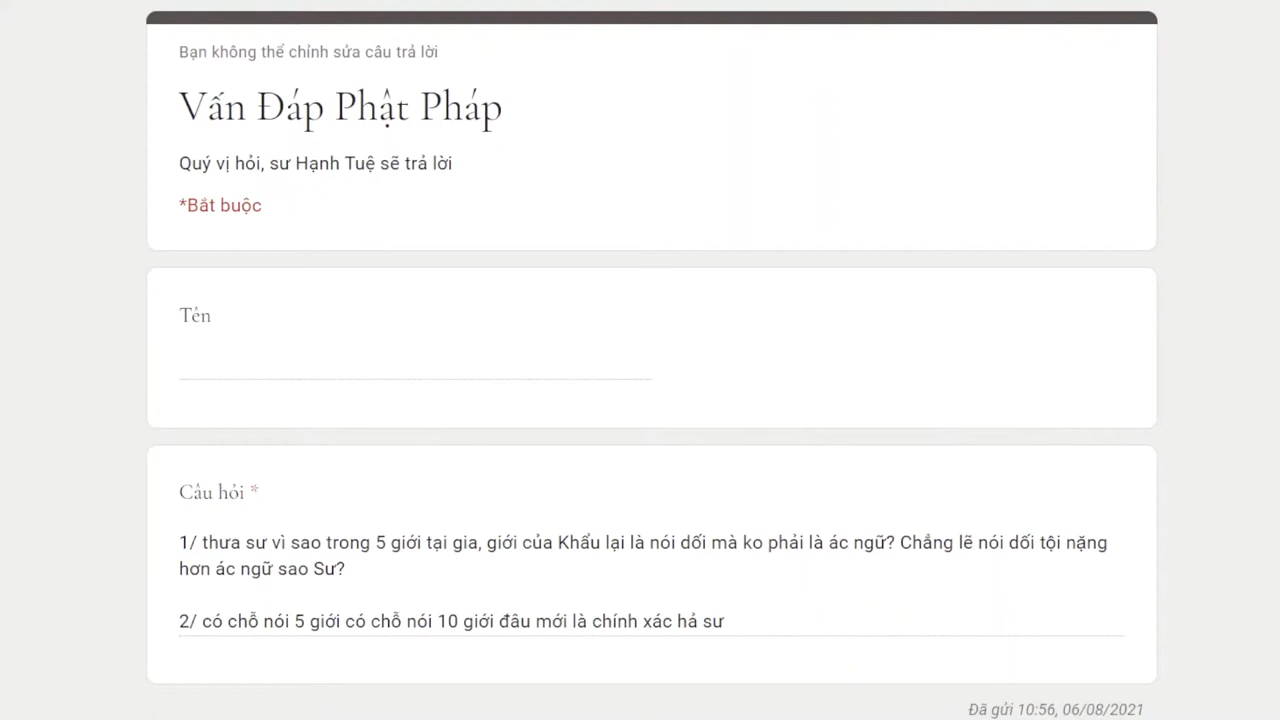 Bạn không thể chỉnh sửa câu trả lời
Vấn Đáp Phật Pháp
Quý vị hỏi, sư Hạnh Tuệ sẽ trả lời
*Bắt buộc
Tên
Câu hỏi *
1/ thưa sư vì sao trong 5 giới tại gia, giới của Khẩu lại là nói dối mà ko phải là ác ngữ? Chẳng lẽ nói dối tội nặng
hơn ác ngữ sao Sư?
2/ có chỗ nói 5 giới có chỗ nói 10 giới đâu mới là chính xác hả sư
Đã gửi 10:56, 06/08/2021